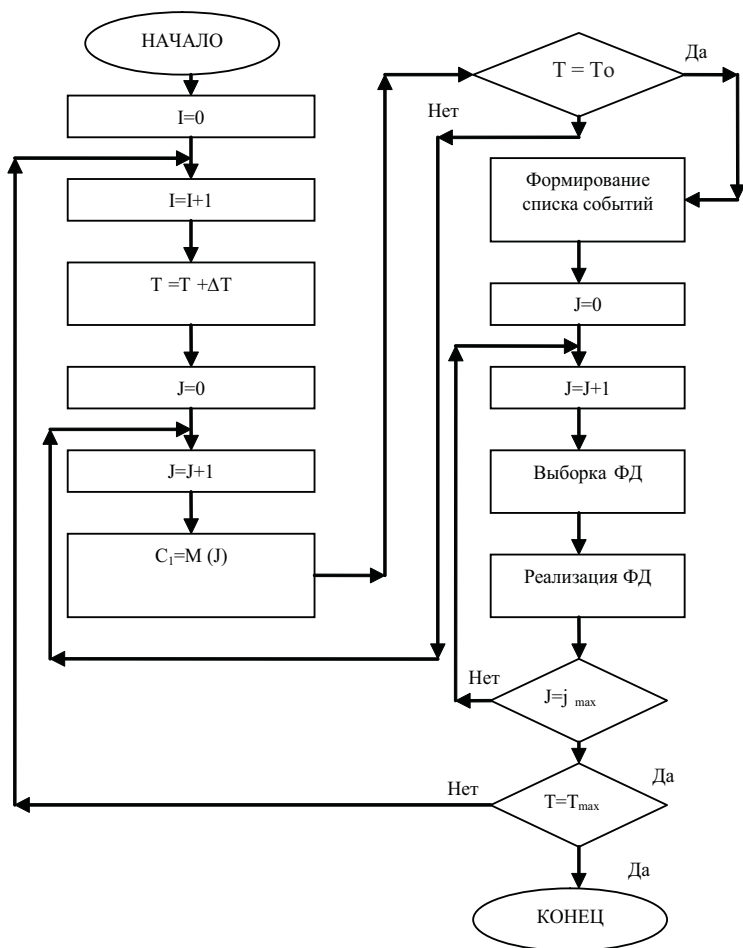 НАЧАЛО
I=0
I=I+1
T =T +ΔT
J=0
J=J+1
C₁=M (J)
T = To
Да
Нет
Формирование
списка событий
J=0
J=J+1
Выборка ФД
Реализация ФД
Нет
J=j max
Да
Нет
T=Tmax
Да
КОНЕЦ